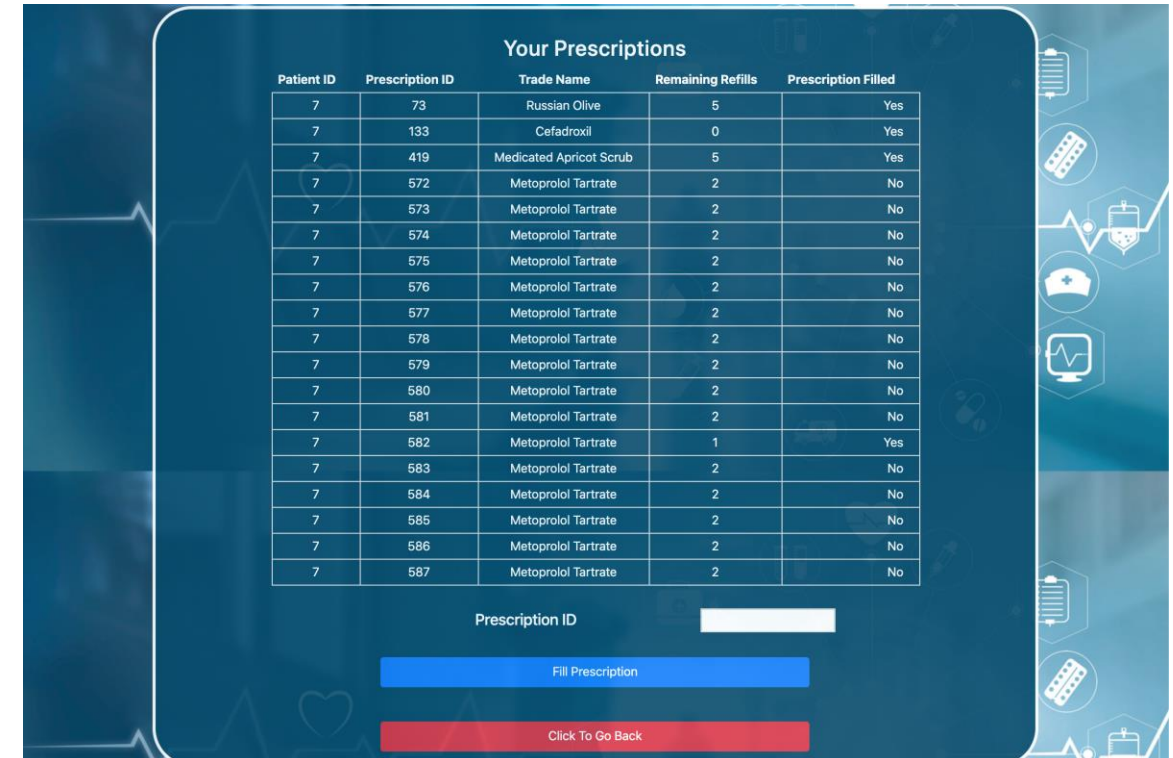 Your Prescriptions
Patient ID Prescription ID Trade Name Remaining Refills Prescription Filled
7 73 Russian Olive 5 Yes
7 133 Cefadroxil 0 Yes
7 419 Medicated Apricot Scrub 5 Yes
7 572 Metoprolol Tartrate 2 No
7 573 Metoprolol Tartrate 2 No
7 574 Metoprolol Tartrate 2 No
7 575 Metoprolol Tartrate 2 No
7 576 Metoprolol Tartrate 2 No
7 577 Metoprolol Tartrate 2 No
7 578 Metoprolol Tartrate 2 No
7 579 Metoprolol Tartrate 2 No
7 580 Metoprolol Tartrate 2 No
7 581 Metoprolol Tartrate 2 No
7 582 Metoprolol Tartrate 1 Yes
7 583 Metoprolol Tartrate 2 No
7 584 Metoprolol Tartrate 2 No
7 585 Metoprolol Tartrate 2 No
7 586 Metoprolol Tartrate 2 No
7 587 Metoprolol Tartrate 2 No
Prescription ID
Fill Prescription
Click To Go Back